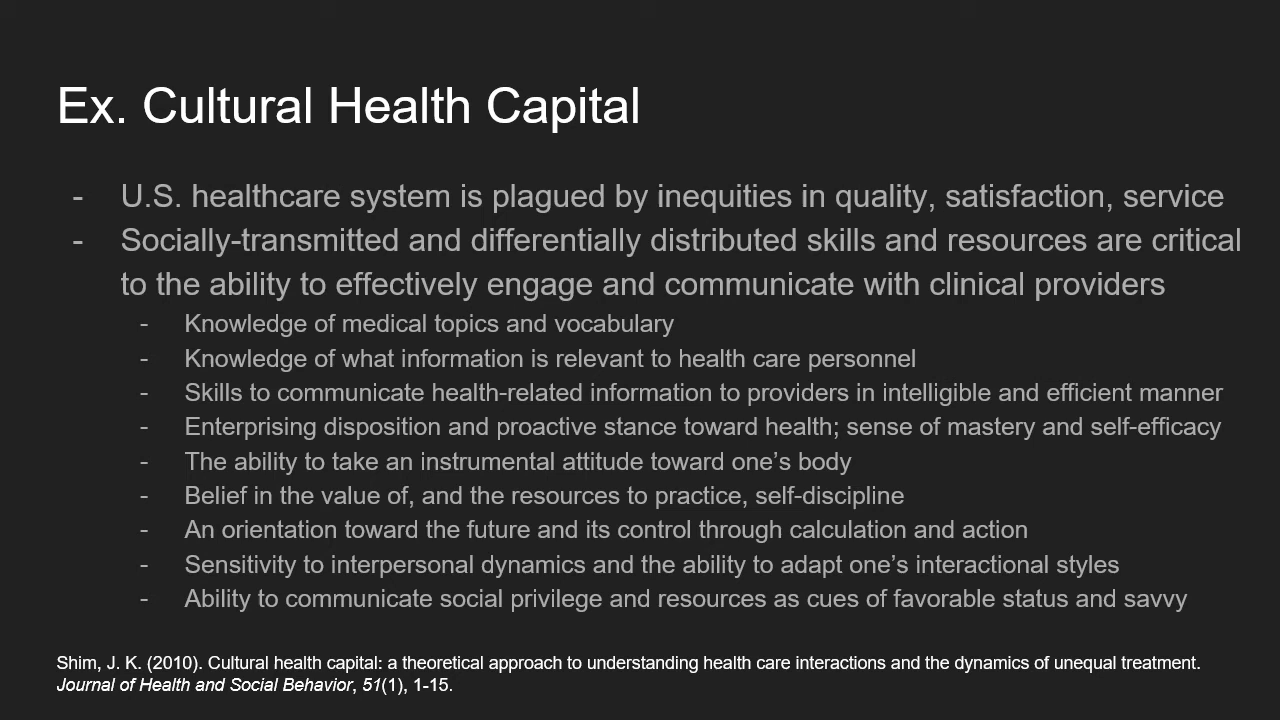 Ex. Cultural Health Capital
- U.S. healthcare system is plagued by inequities in quality, satisfaction, service
- Socially-transmitted and differentially distributed skills and resources are critical
to the ability to effectively engage and communicate with clinical providers
- Knowledge of medical topics and vocabulary
- Knowledge of what information is relevant to health care personnel
- Skills to communicate health-related information to providers in intelligible and efficient manner
- Enterprising disposition and proactive stance toward health; sense of mastery and self-efficacy
- The ability to take an instrumental attitude toward one’s body
- Belief in the value of, and the resources to practice, self-discipline
- An orientation toward the future and its control through calculation and action
- Sensitivity to interpersonal dynamics and the ability to adapt one’s interactional styles
- Ability to communicate social privilege and resources as cues of favorable status and savvy
Shim, J. K. (2010). Cultural health capital: a theoretical approach to understanding health care interactions and the dynamics of unequal treatment.
Journal of Health and Social Behavior, 51(1), 1-15.